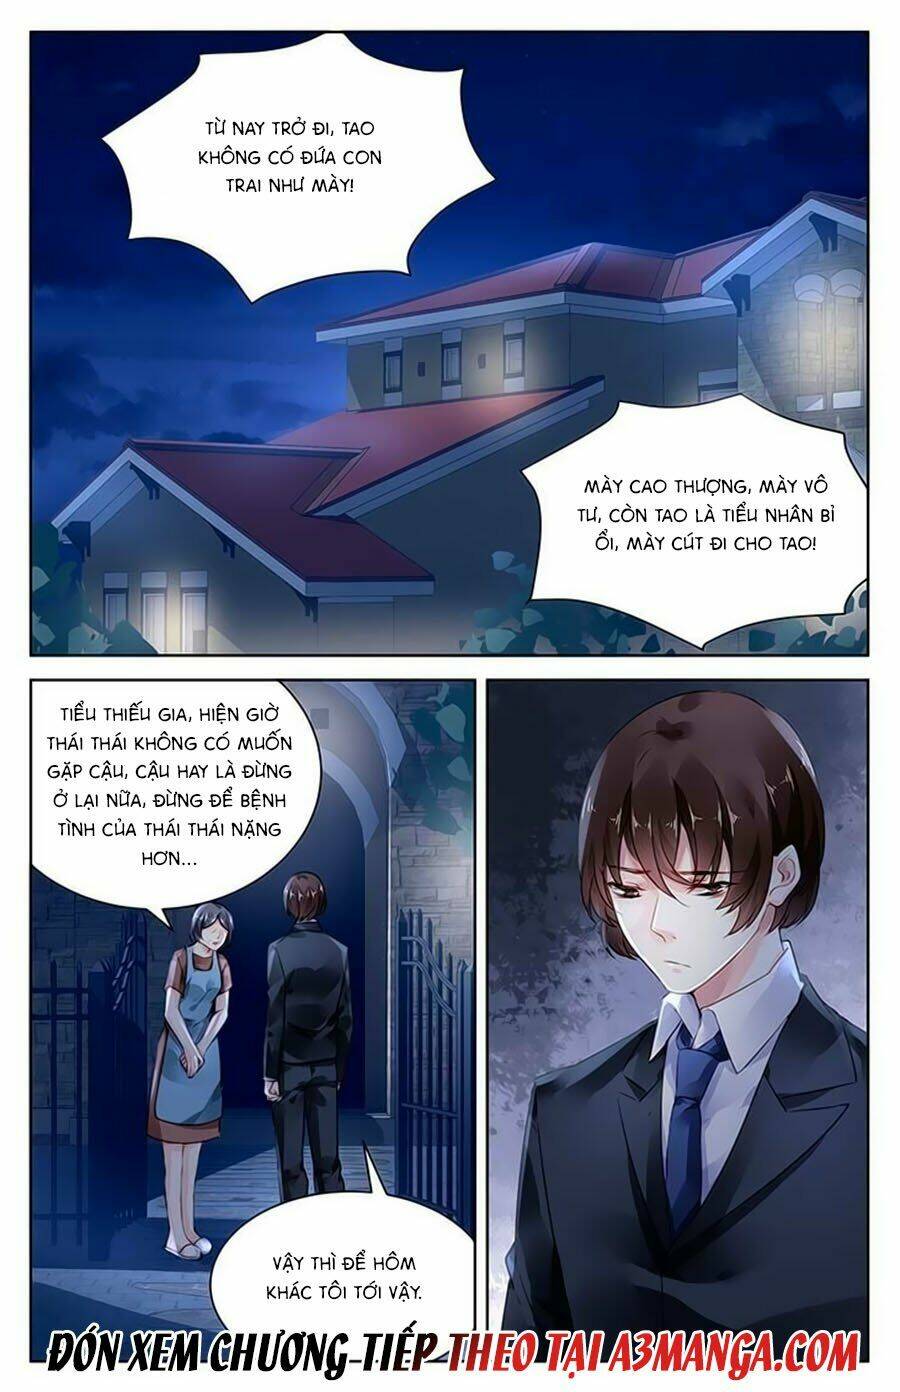 TỪ NAY TRỞ ĐI, TAO
KHÔNG CÓ ĐỨA CON
TRAI NHƯ MÀY!
MÀY CAO THƯỢNG, MÀY VÔ
TƯ, CÒN TAO LÀ TIỂU NHÂN BỈ
ỔI, MÀY CÚT ĐI CHO TAO!
TIỂU THIẾU GIA, HIỆN GIỜ
THÁI THÁI KHÔNG CÓ MUỐN
GẶP CẬU, CẬU HAY LÀ ĐỪNG
Ở LẠI NỮA, ĐỪNG ĐỂ BỆNH
TÌNH CỦA THÁI THÁI NẶNG
HƠN...
VẬY THÌ ĐỂ HÔM
KHÁC TÔI TỚI VẬY.
ĐÓN XEM CHƯƠNG TIẾP THEO TẠI A3MANGA.COM